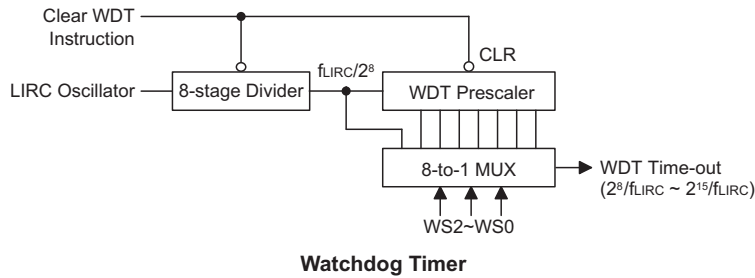 Clear WDT
Instruction
CLR
fLIRC/2⁸
LIRC Oscillator
8-stage Divider
WDT Prescaler
8-to-1 MUX
WDT Time-out
(2⁸/fLIRC ~ 2¹⁵/fLIRC)
WS2~WS0
Watchdog Timer